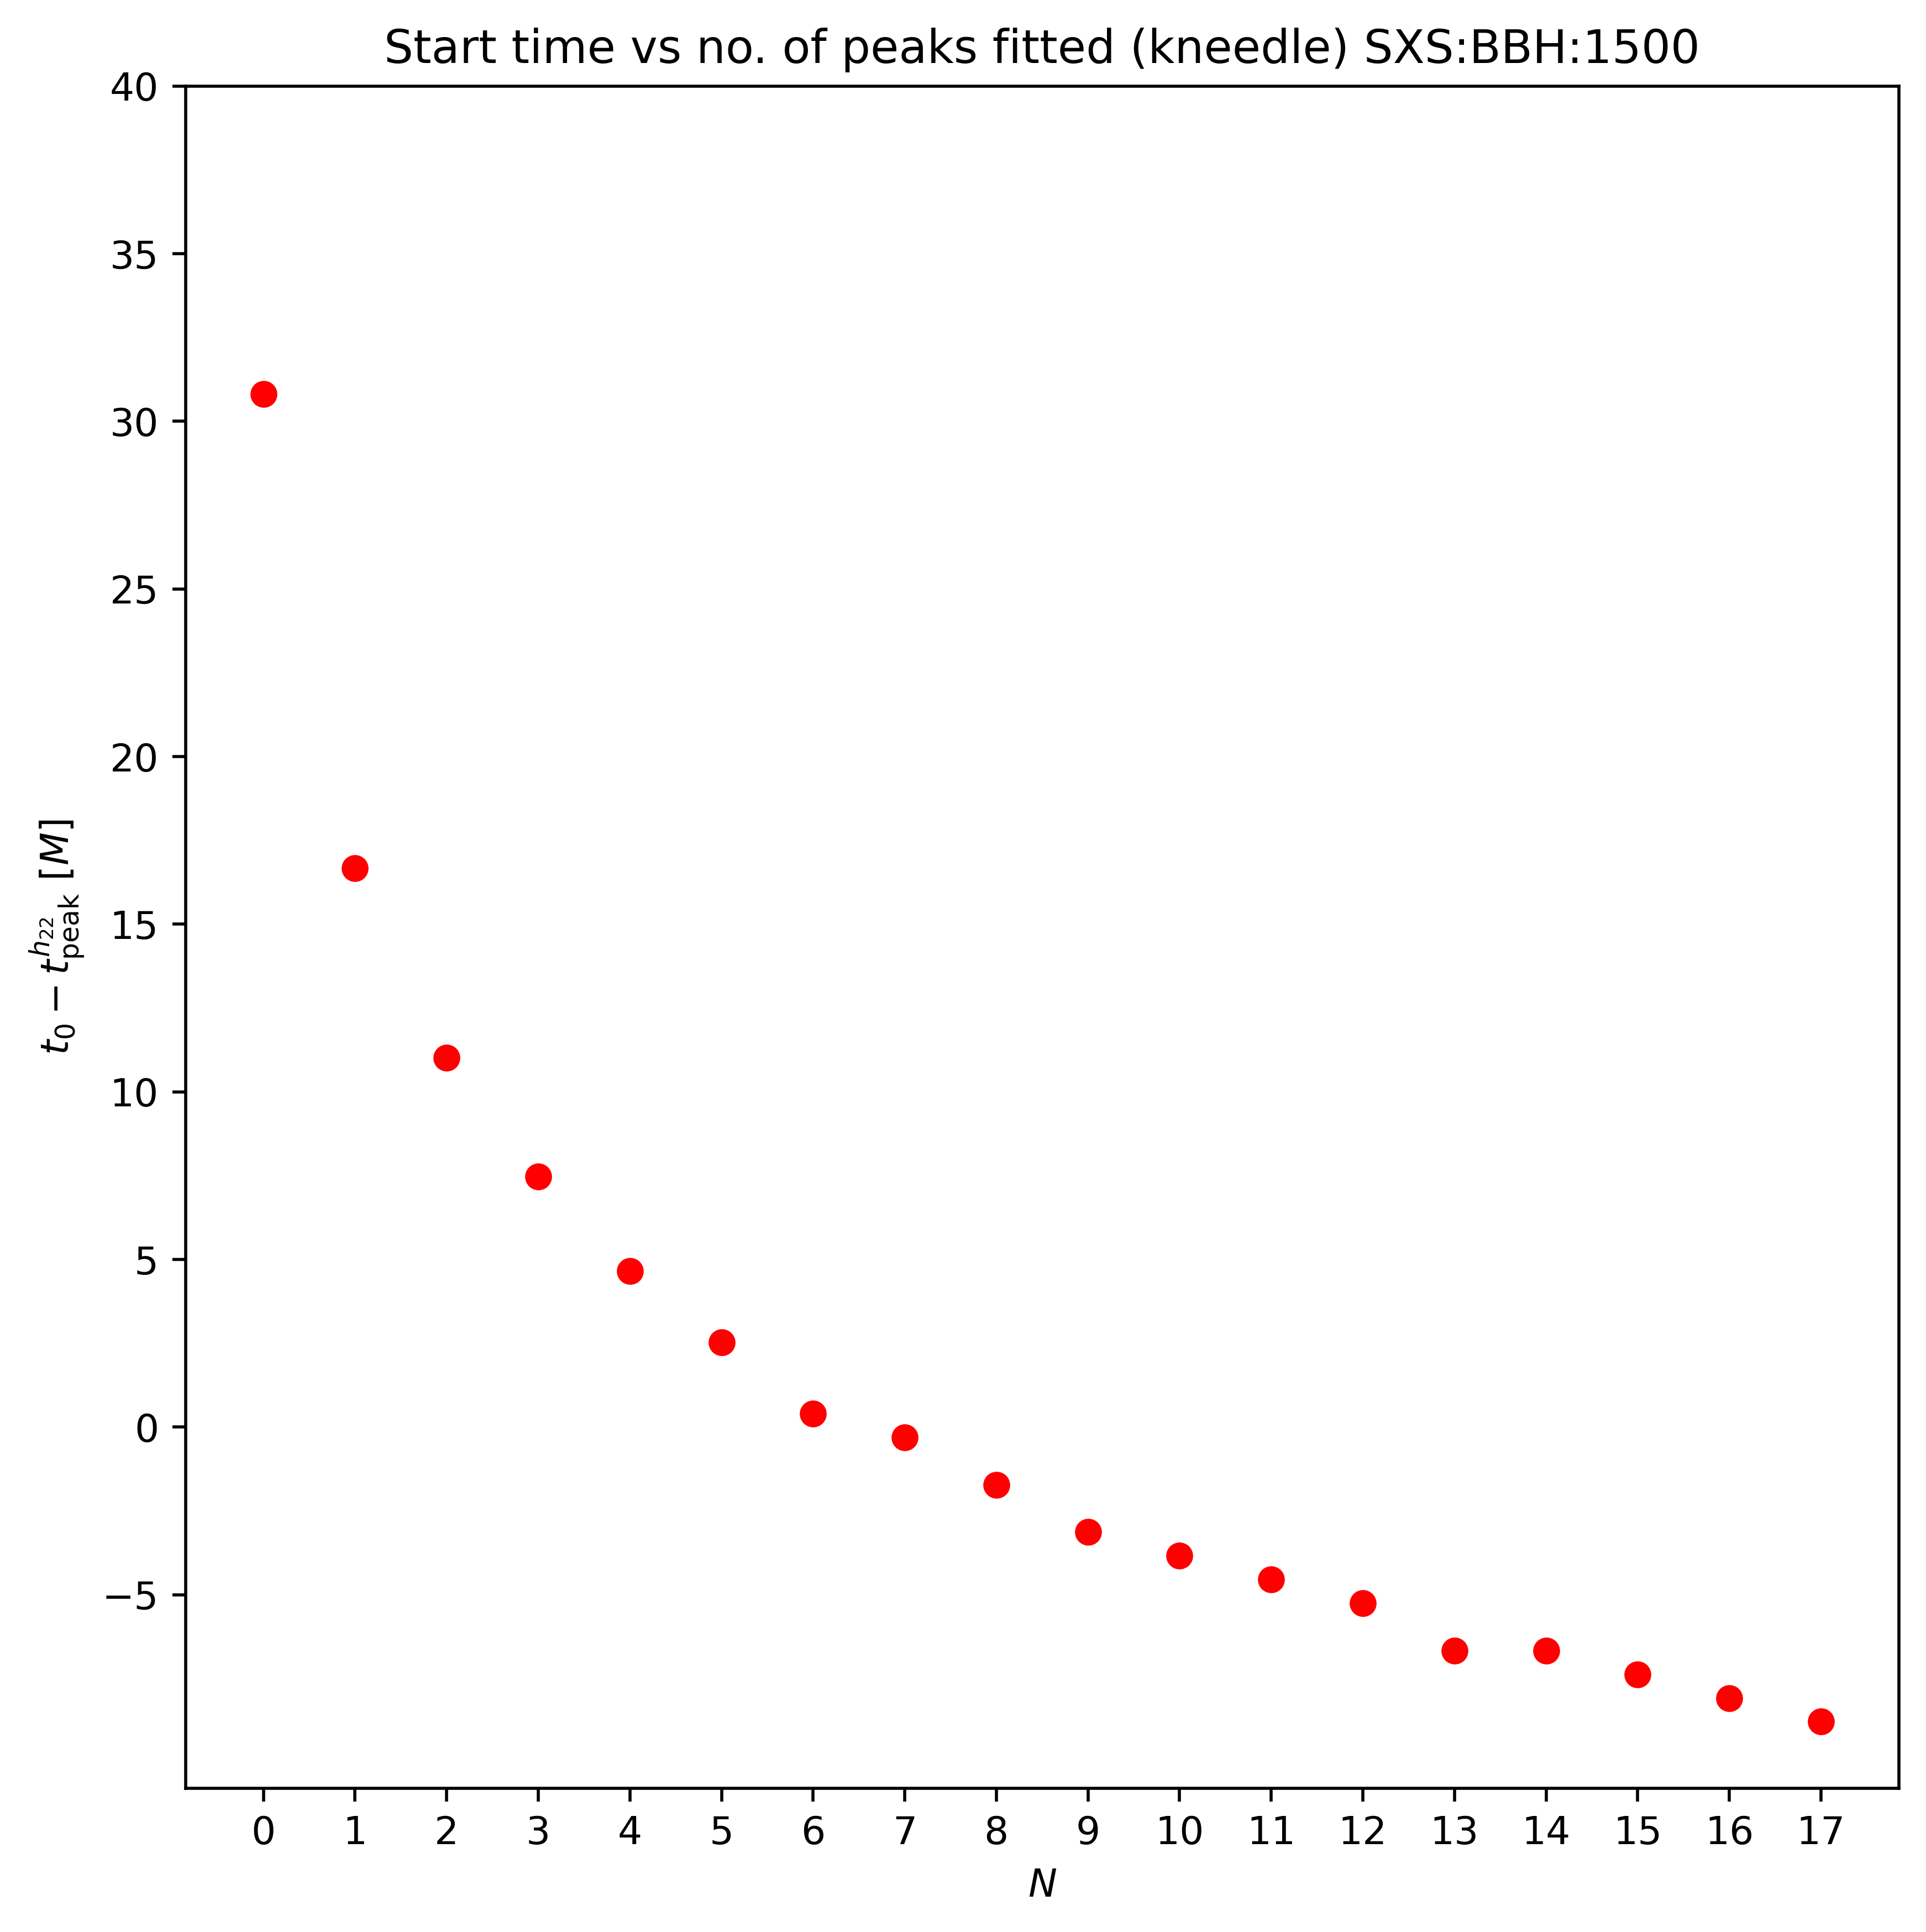 Start time vs no. of peaks fitted (kneedle) SXS:BBH:1500
40
35
30
25
20
15
10
5
0
−5
t₀ − t_peak^h₂₂ [M]
0 1 2 3 4 5 6 7 8 9 10 11 12 13 14 15 16 17
N